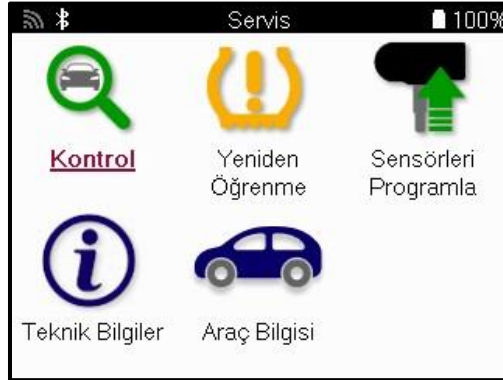 Servis
100%
Kontrol
Yeniden
Öğrenme
Sensörleri
Programla
Teknik Bilgiler
Araç Bilgisi